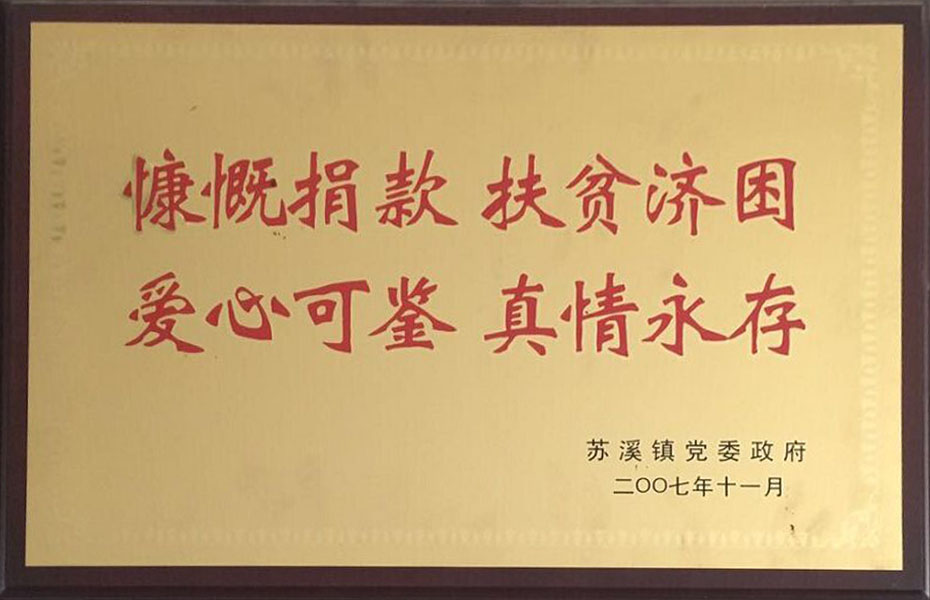 慷慨捐款 扶贫济困
爱心可鉴 真情永存
苏溪镇党委政府
二〇〇七年十一月